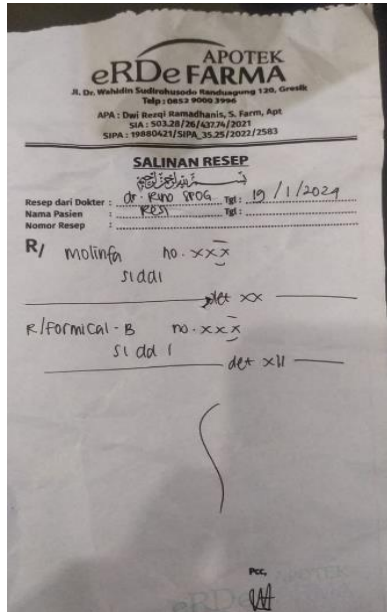 APOTEK
eRDe FARMA
Jl. Dr. Wahidin Sudirohusodo Randuagung 120, Gresik
Telp : 0853 9000 3996
APA : Dwi Rezqi Ramadhanis, S. Farm, Apt
SIA : 503.28/26/437.74/2021
SIPA : 19880421/SIPA_35.25/2022/2583
SALINAN RESEP
Resep dari Dokter : dr. Rino SPOG Tgl : 19 / 1 / 2024
Nama Pasien : Resi Tgl :
Nomor Resep :
R/ molinfa no. xxx
S1dd1
det xx
R/ Formical - B no. xxx
S1dd1
det x11
PCC,